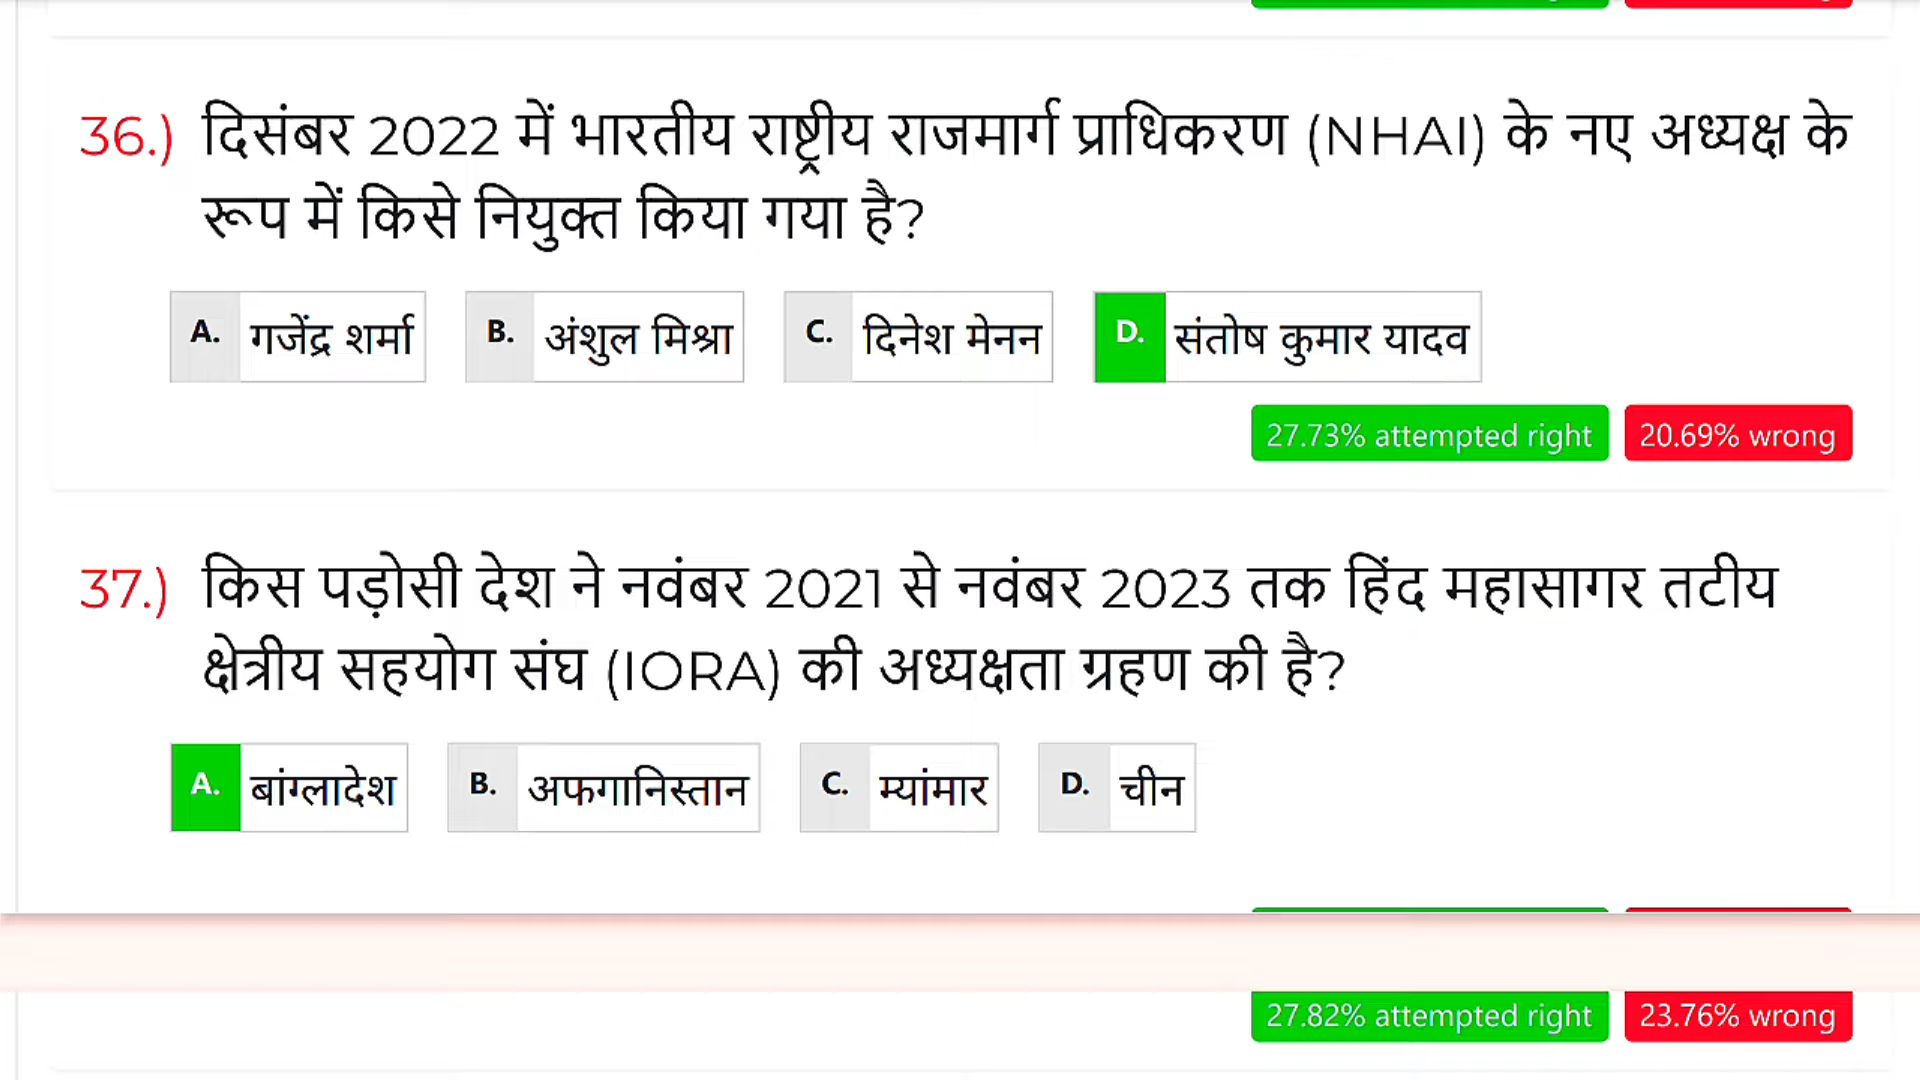 36.) दिसंबर 2022 में भारतीय राष्ट्रीय राजमार्ग प्राधिकरण (NHAI) के नए अध्यक्ष के
रूप में किसे नियुक्त किया गया है?
A. गजेंद्र शर्मा B. अंशुल मिश्रा C. दिनेश मेनन D. संतोष कुमार यादव
27.73% attempted right 20.69% wrong
37.) किस पड़ोसी देश ने नवंबर 2021 से नवंबर 2023 तक हिंद महासागर तटीय
क्षेत्रीय सहयोग संघ (IORA) की अध्यक्षता ग्रहण की है?
A. बांग्लादेश B. अफगानिस्तान C. म्यांमार D. चीन
27.82% attempted right 23.76% wrong